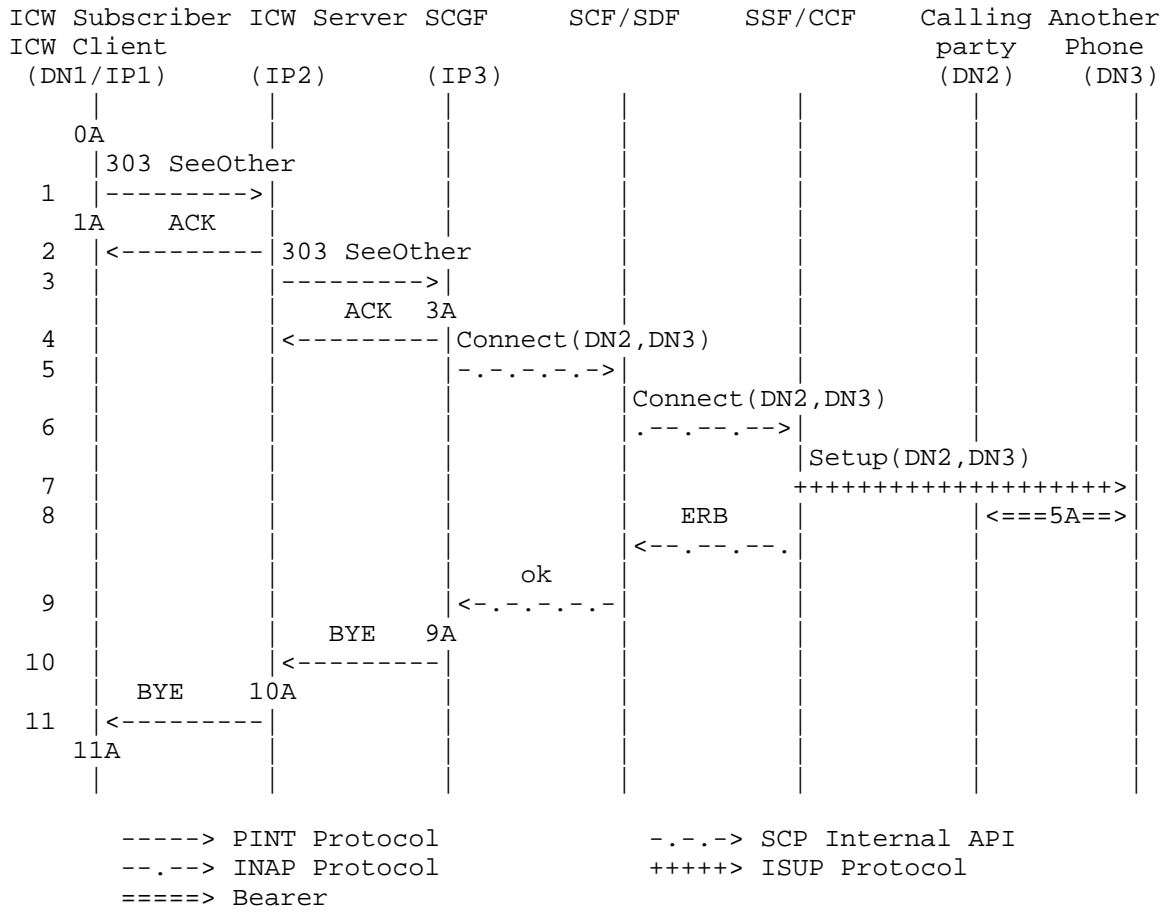 ICW Subscriber ICW Server SCGF SCF/SDF SSF/CCF Calling Another
ICW Client party Phone
(DN1/IP1) (IP2) (IP3) (DN2) (DN3)
0A
303 SeeOther
1 --------->
1A ACK
2 <--------- 303 SeeOther
3 --------->
ACK 3A
4 <--------- Connect(DN2,DN3)
5 -.-.-.-.->
Connect(DN2,DN3)
6 .--.--.-->
Setup(DN2,DN3)
7 ++++++++++++++++++++>
8 ERB <===5A==>
<--.--.--.
ok
9 <-.-.-.-.-
BYE 9A
10 <---------
BYE 10A
11 <---------
11A
-----> PINT Protocol -.-.-> SCP Internal API
--.--> INAP Protocol +++++> ISUP Protocol
=====> Bearer